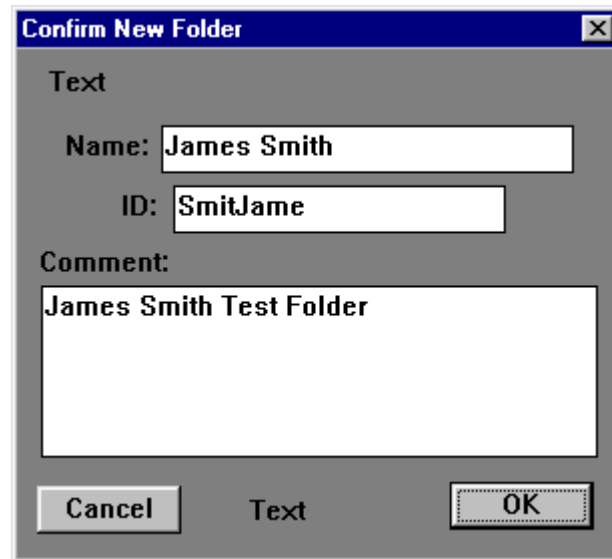 Confirm New Folder
Text
Name: James Smith
ID: SmitJame
Comment:
James Smith Test Folder
Cancel Text OK